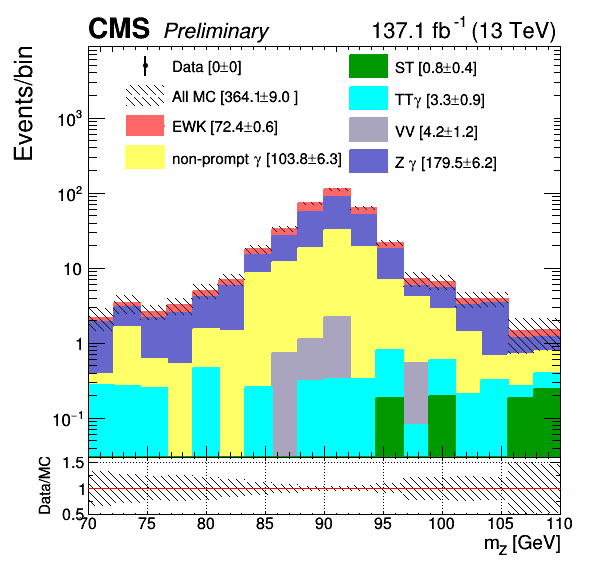 CMS Preliminary 137.1 fb⁻¹ (13 TeV)
Events/bin
Data [0±0]
All MC [364.1±9.0 ]
EWK [72.4±0.6]
non-prompt γ [103.8±6.3]
ST [0.8±0.4]
TTγ [3.3±0.9]
VV [4.2±1.2]
Z γ [179.5±6.2]
10³
10²
10
1
10⁻¹
Data/MC
1.5
1
0.5
70 75 80 85 90 95 100 105 110
m_Z [GeV]